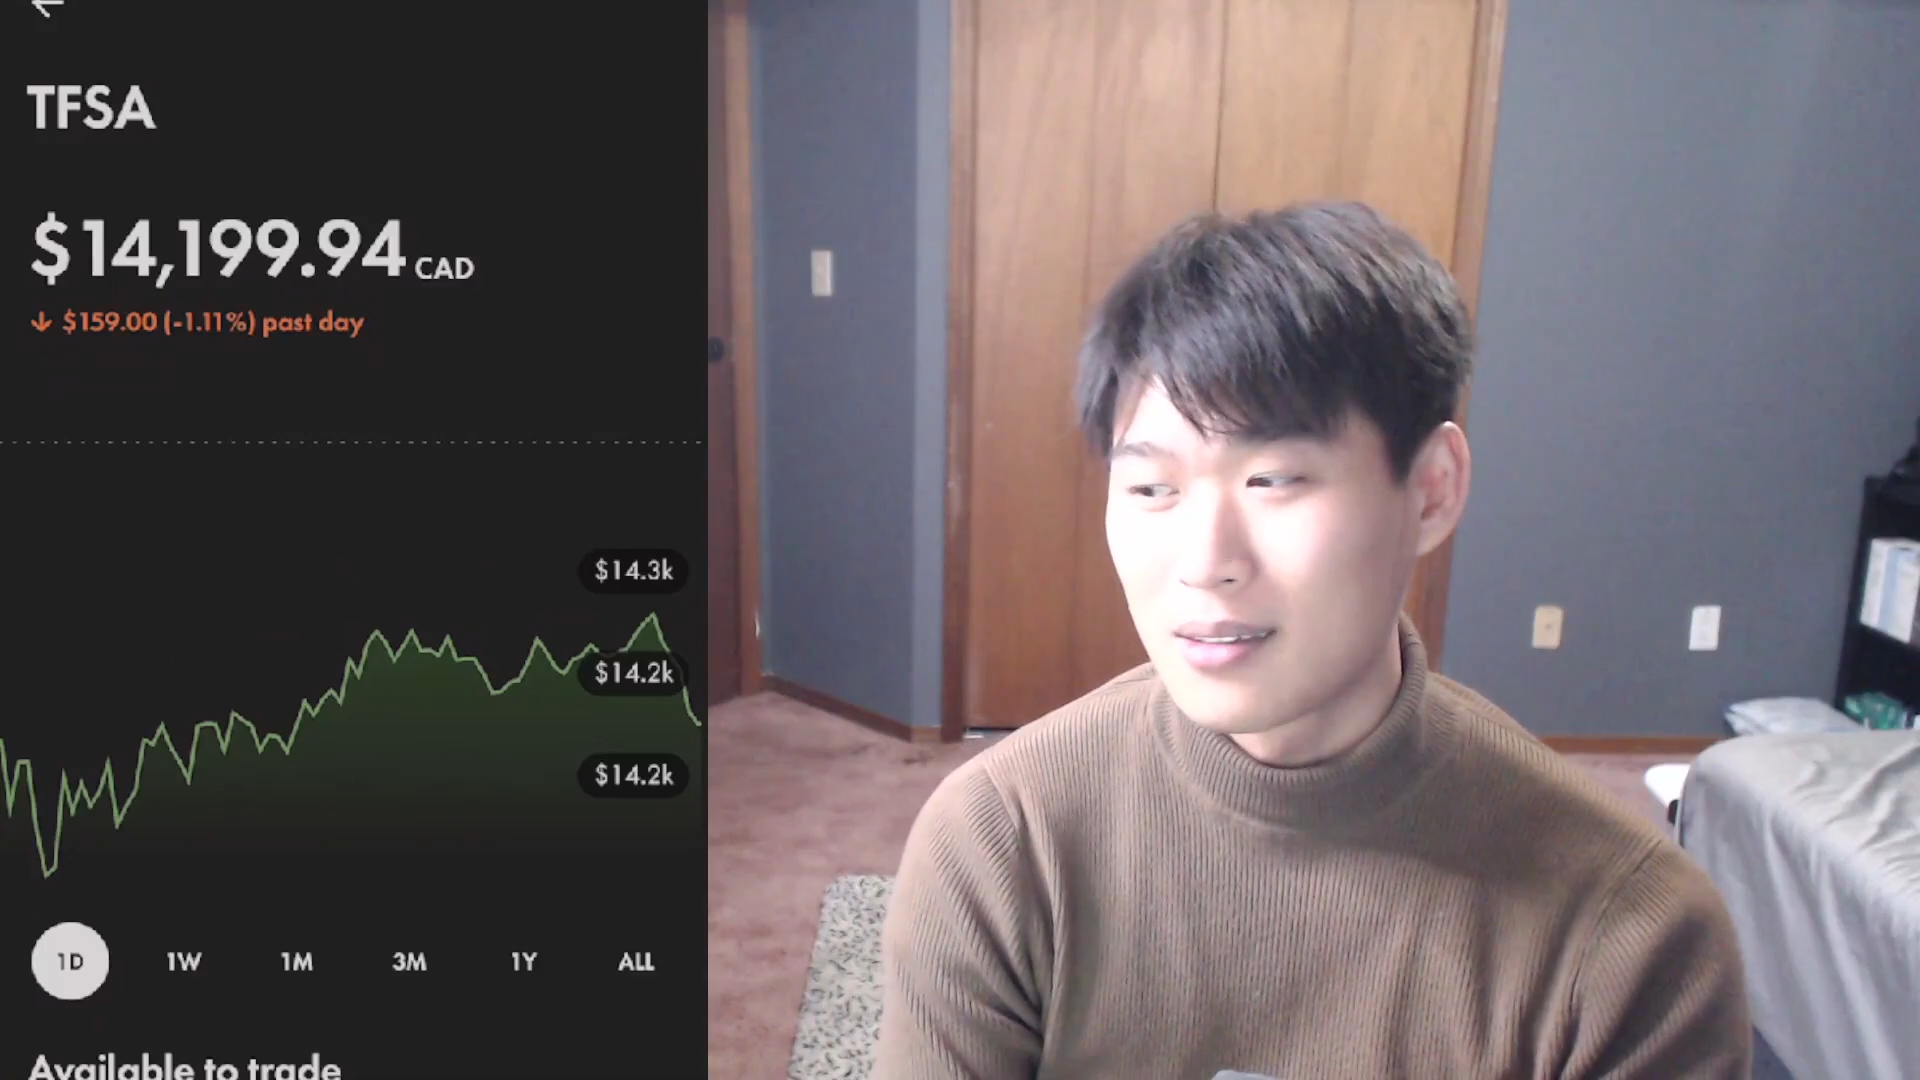 TFSA
$14,199.94 CAD
↓ $159.00 (-1.11%) past day
$14.3k
$14.2k
$14.2k
1D 1W 1M 3M 1Y ALL
Available to trade